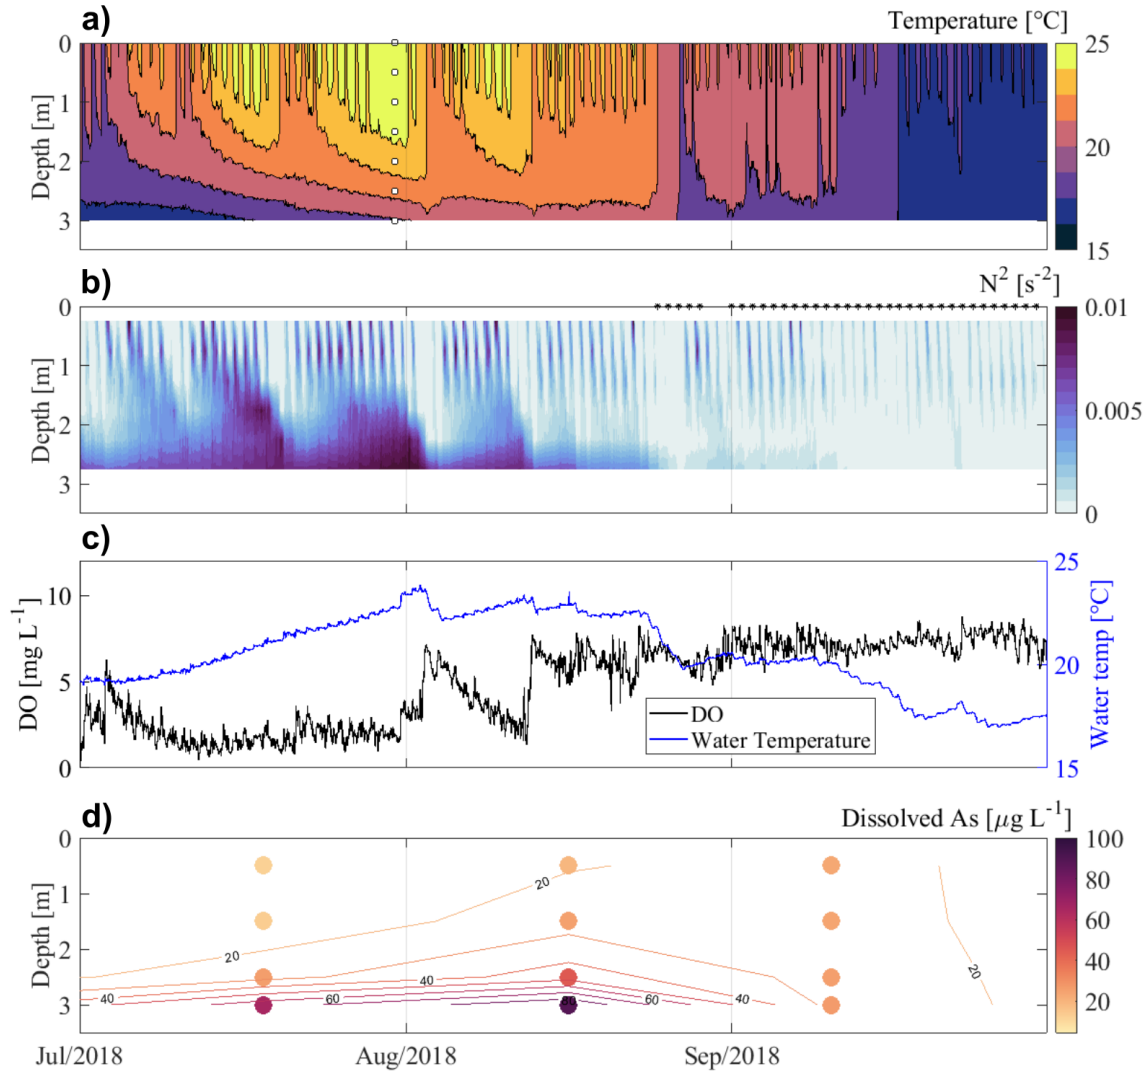 a)
Temperature [°C]
0
1
2
3
Depth [m]
25
20
15
b)
N² [s⁻²]
0
1
2
3
Depth [m]
0.01
0.005
0
c)
10
5
0
DO [mg L⁻¹]
25
20
15
Water temp [°C]
DO
Water Temperature
d)
Dissolved As [μg L⁻¹]
0
1
2
3
Depth [m]
20
20
40
40
60
80
60
40
20
100
80
60
40
20
Jul/2018
Aug/2018
Sep/2018